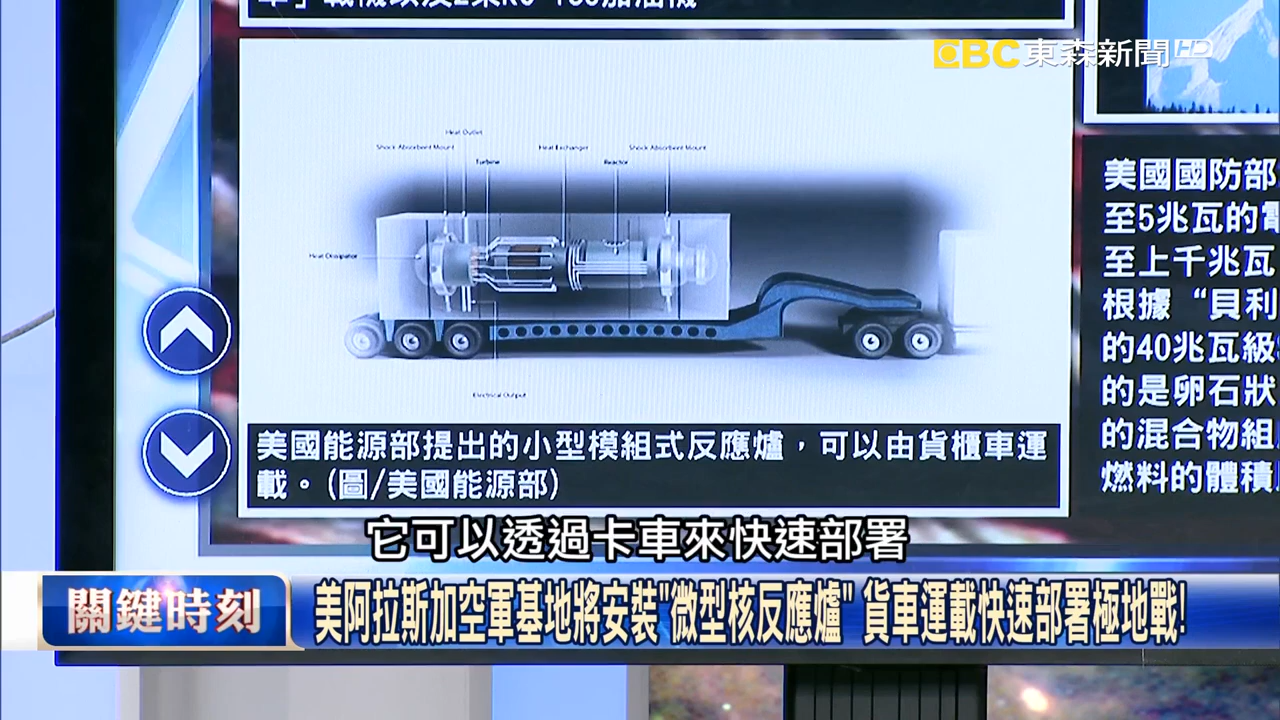 EBC 東森新聞 HD
Heat Outlet
Shock Absorbent Mount
Heat Exchanger
Shock Absorbent Mount
Turbine
Reactor
Heat Dissipator
Electrical Output
美國能源部提出的小型模組式反應爐，可以由貨櫃車運
載。(圖/美國能源部)
美國國防部
至5兆瓦的電
至上千兆瓦
根據“貝利
的40兆瓦級
的是卵石狀
的混合物組
燃料的體積
它可以透過卡車來快速部署
關鍵時刻
美阿拉斯加空軍基地將安裝"微型核反應爐" 貨車運載快速部署極地戰!